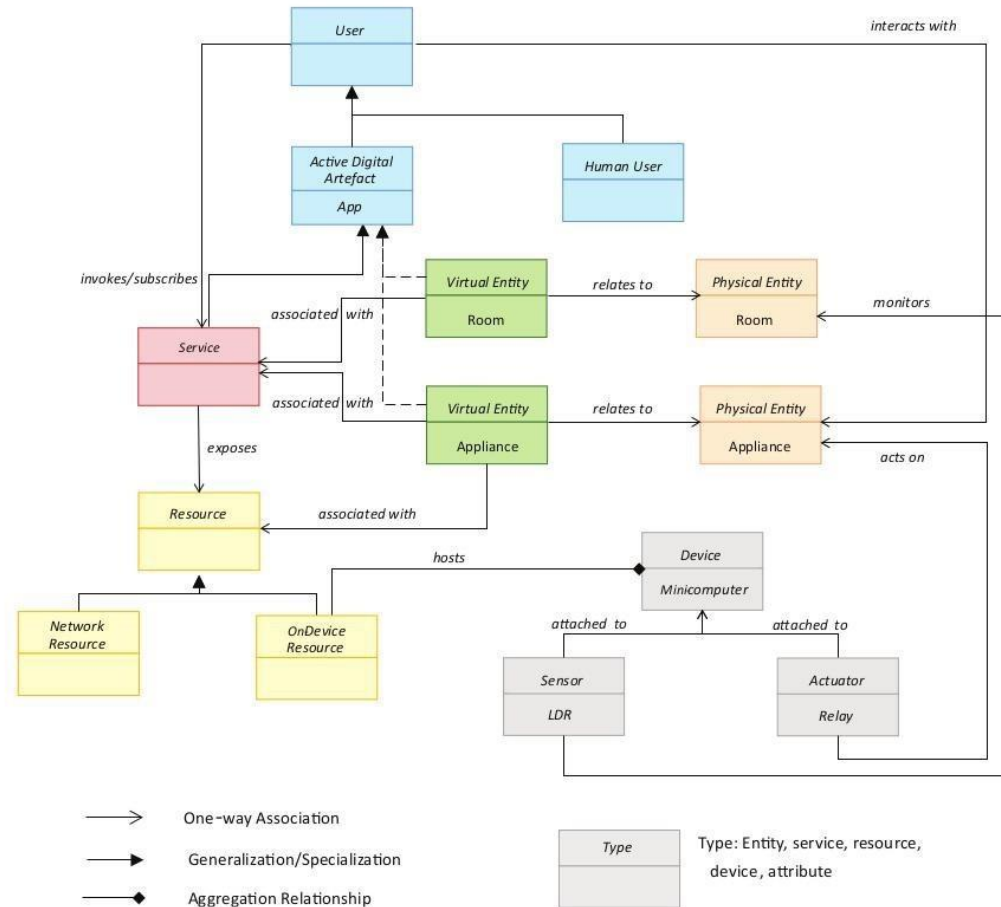 User
interacts with
Active Digital
Artefact
App
Human User
invokes/subscribes
Virtual Entity
Room
relates to
Physical Entity
Room
monitors
associated with
Service
associated with
Virtual Entity
Appliance
relates to
Physical Entity
Appliance
acts on
exposes
Resource
associated with
hosts
Device
Minicomputer
Network
Resource
OnDevice
Resource
attached to
attached to
Sensor
LDR
Actuator
Relay
One-way Association
Generalization/Specialization
Aggregation Relationship
Type
Type: Entity, service, resource,
device, attribute